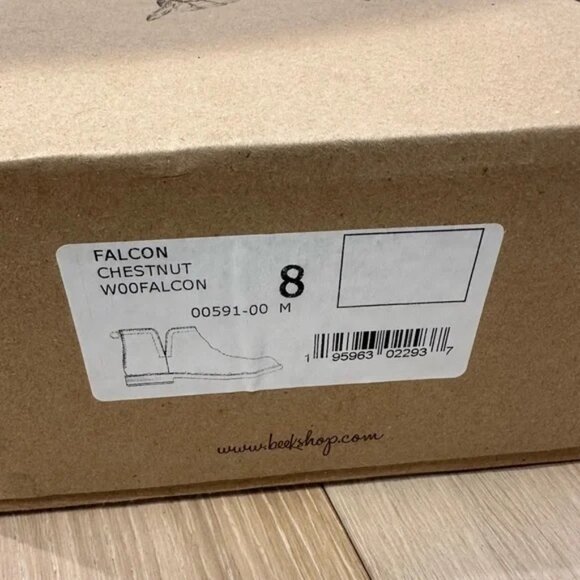 FALCON
CHESTNUT
W00FALCON
8
00591-00 M
1 95963 02293 7
www.beekshop.com